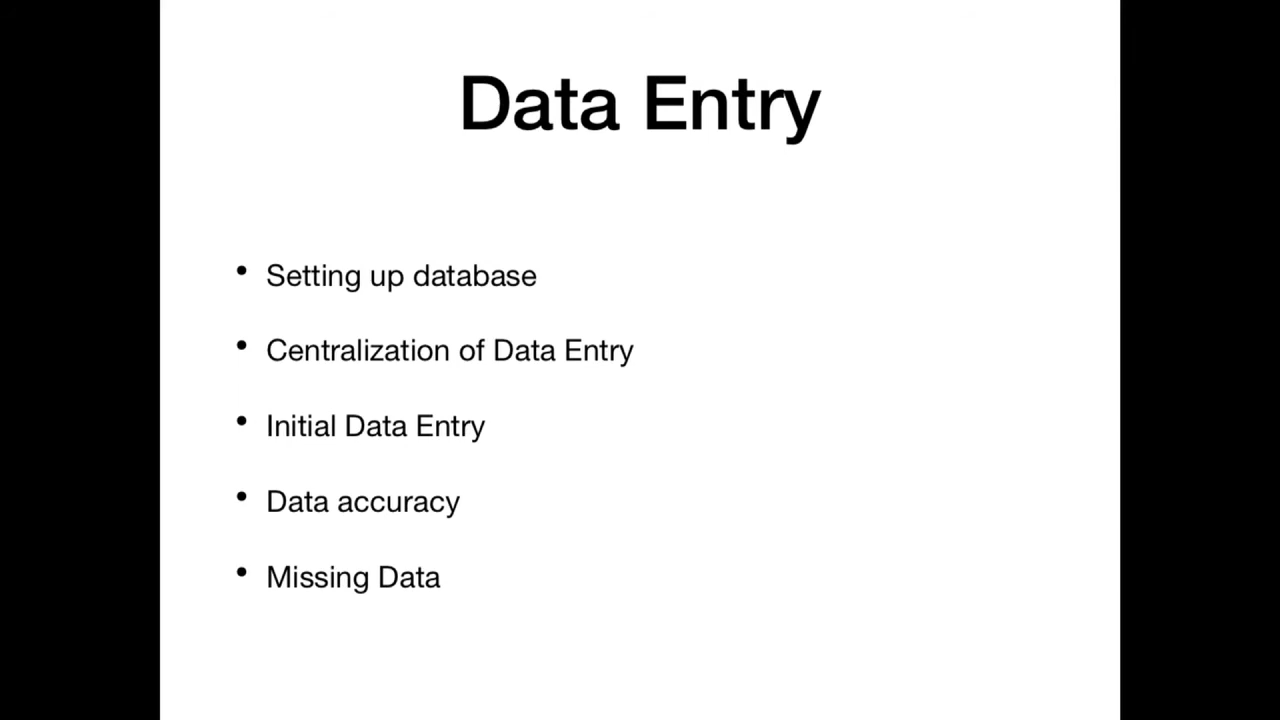 Data Entry
• Setting up database
• Centralization of Data Entry
• Initial Data Entry
• Data accuracy
• Missing Data